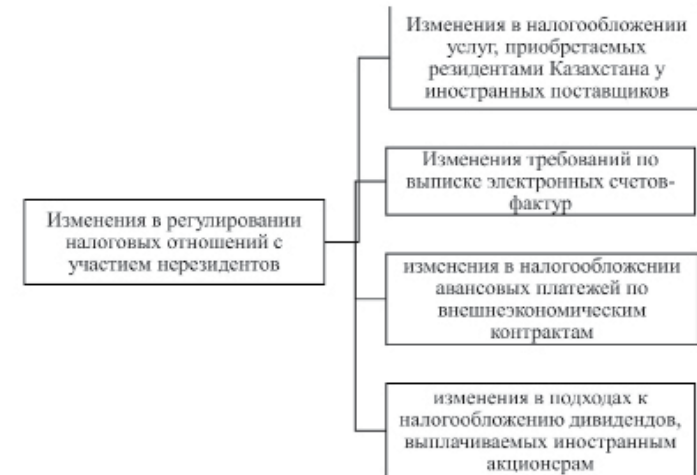 Изменения в налогообложении
услуг, приобретаемых
резидентами Казахстана у
иностранных поставщиков
Изменения требований по
выписке электронных счетов-
фактур
Изменения в регулировании
налоговых отношений с
участием нерезидентов
изменения в налогообложении
авансовых платежей по
внешнеэкономическим
контрактам
изменения в подходах к
налогообложению дивидендов,
выплачиваемых иностранным
акционерам